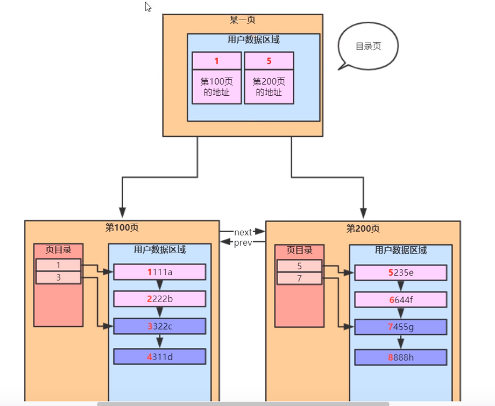 某一页
用户数据区域
1 5
第100页 第200页
的地址 的地址
目录页
第100页
next
prev
第200页
页目录
用户数据区域
1
3
1111a
2222b
3322c
4311d
页目录
用户数据区域
5
7
5235e
6644f
7455g
8888h